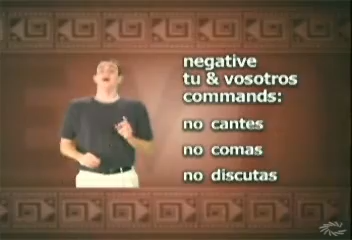 negative
tu & vosotros
commands:
no cantes
no comas
no discutas